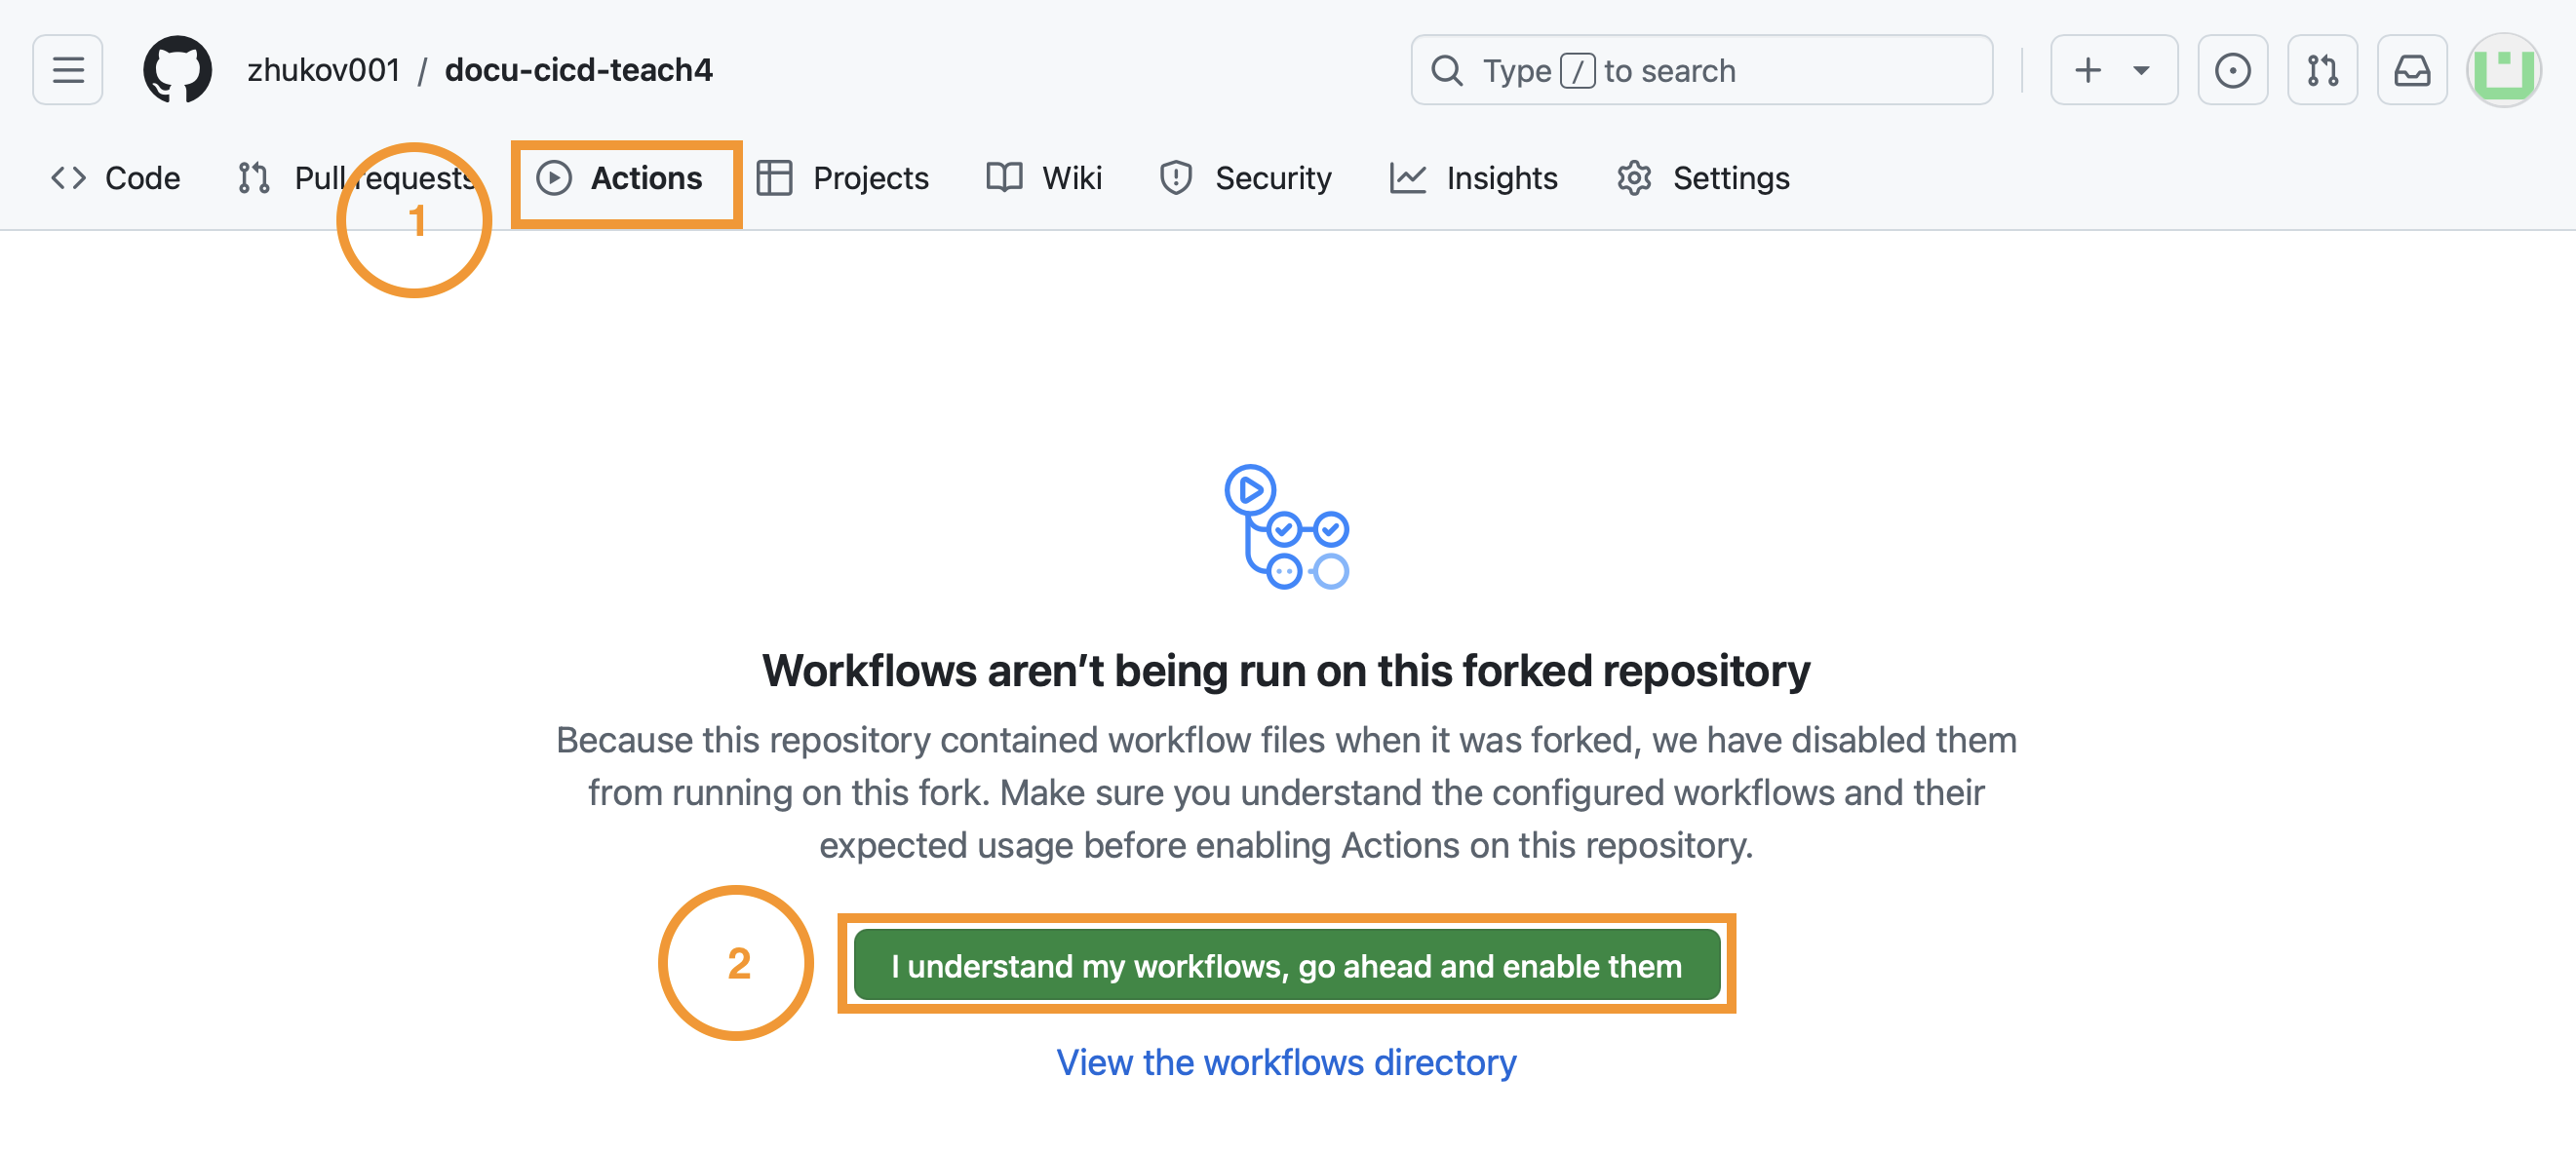 zhukov001 / docu-cicd-teach4
Type / to search
Code Pull requests Actions Projects Wiki Security Insights Settings
1
Workflows aren’t being run on this forked repository
Because this repository contained workflow files when it was forked, we have disabled them
from running on this fork. Make sure you understand the configured workflows and their
expected usage before enabling Actions on this repository.
2
I understand my workflows, go ahead and enable them
View the workflows directory